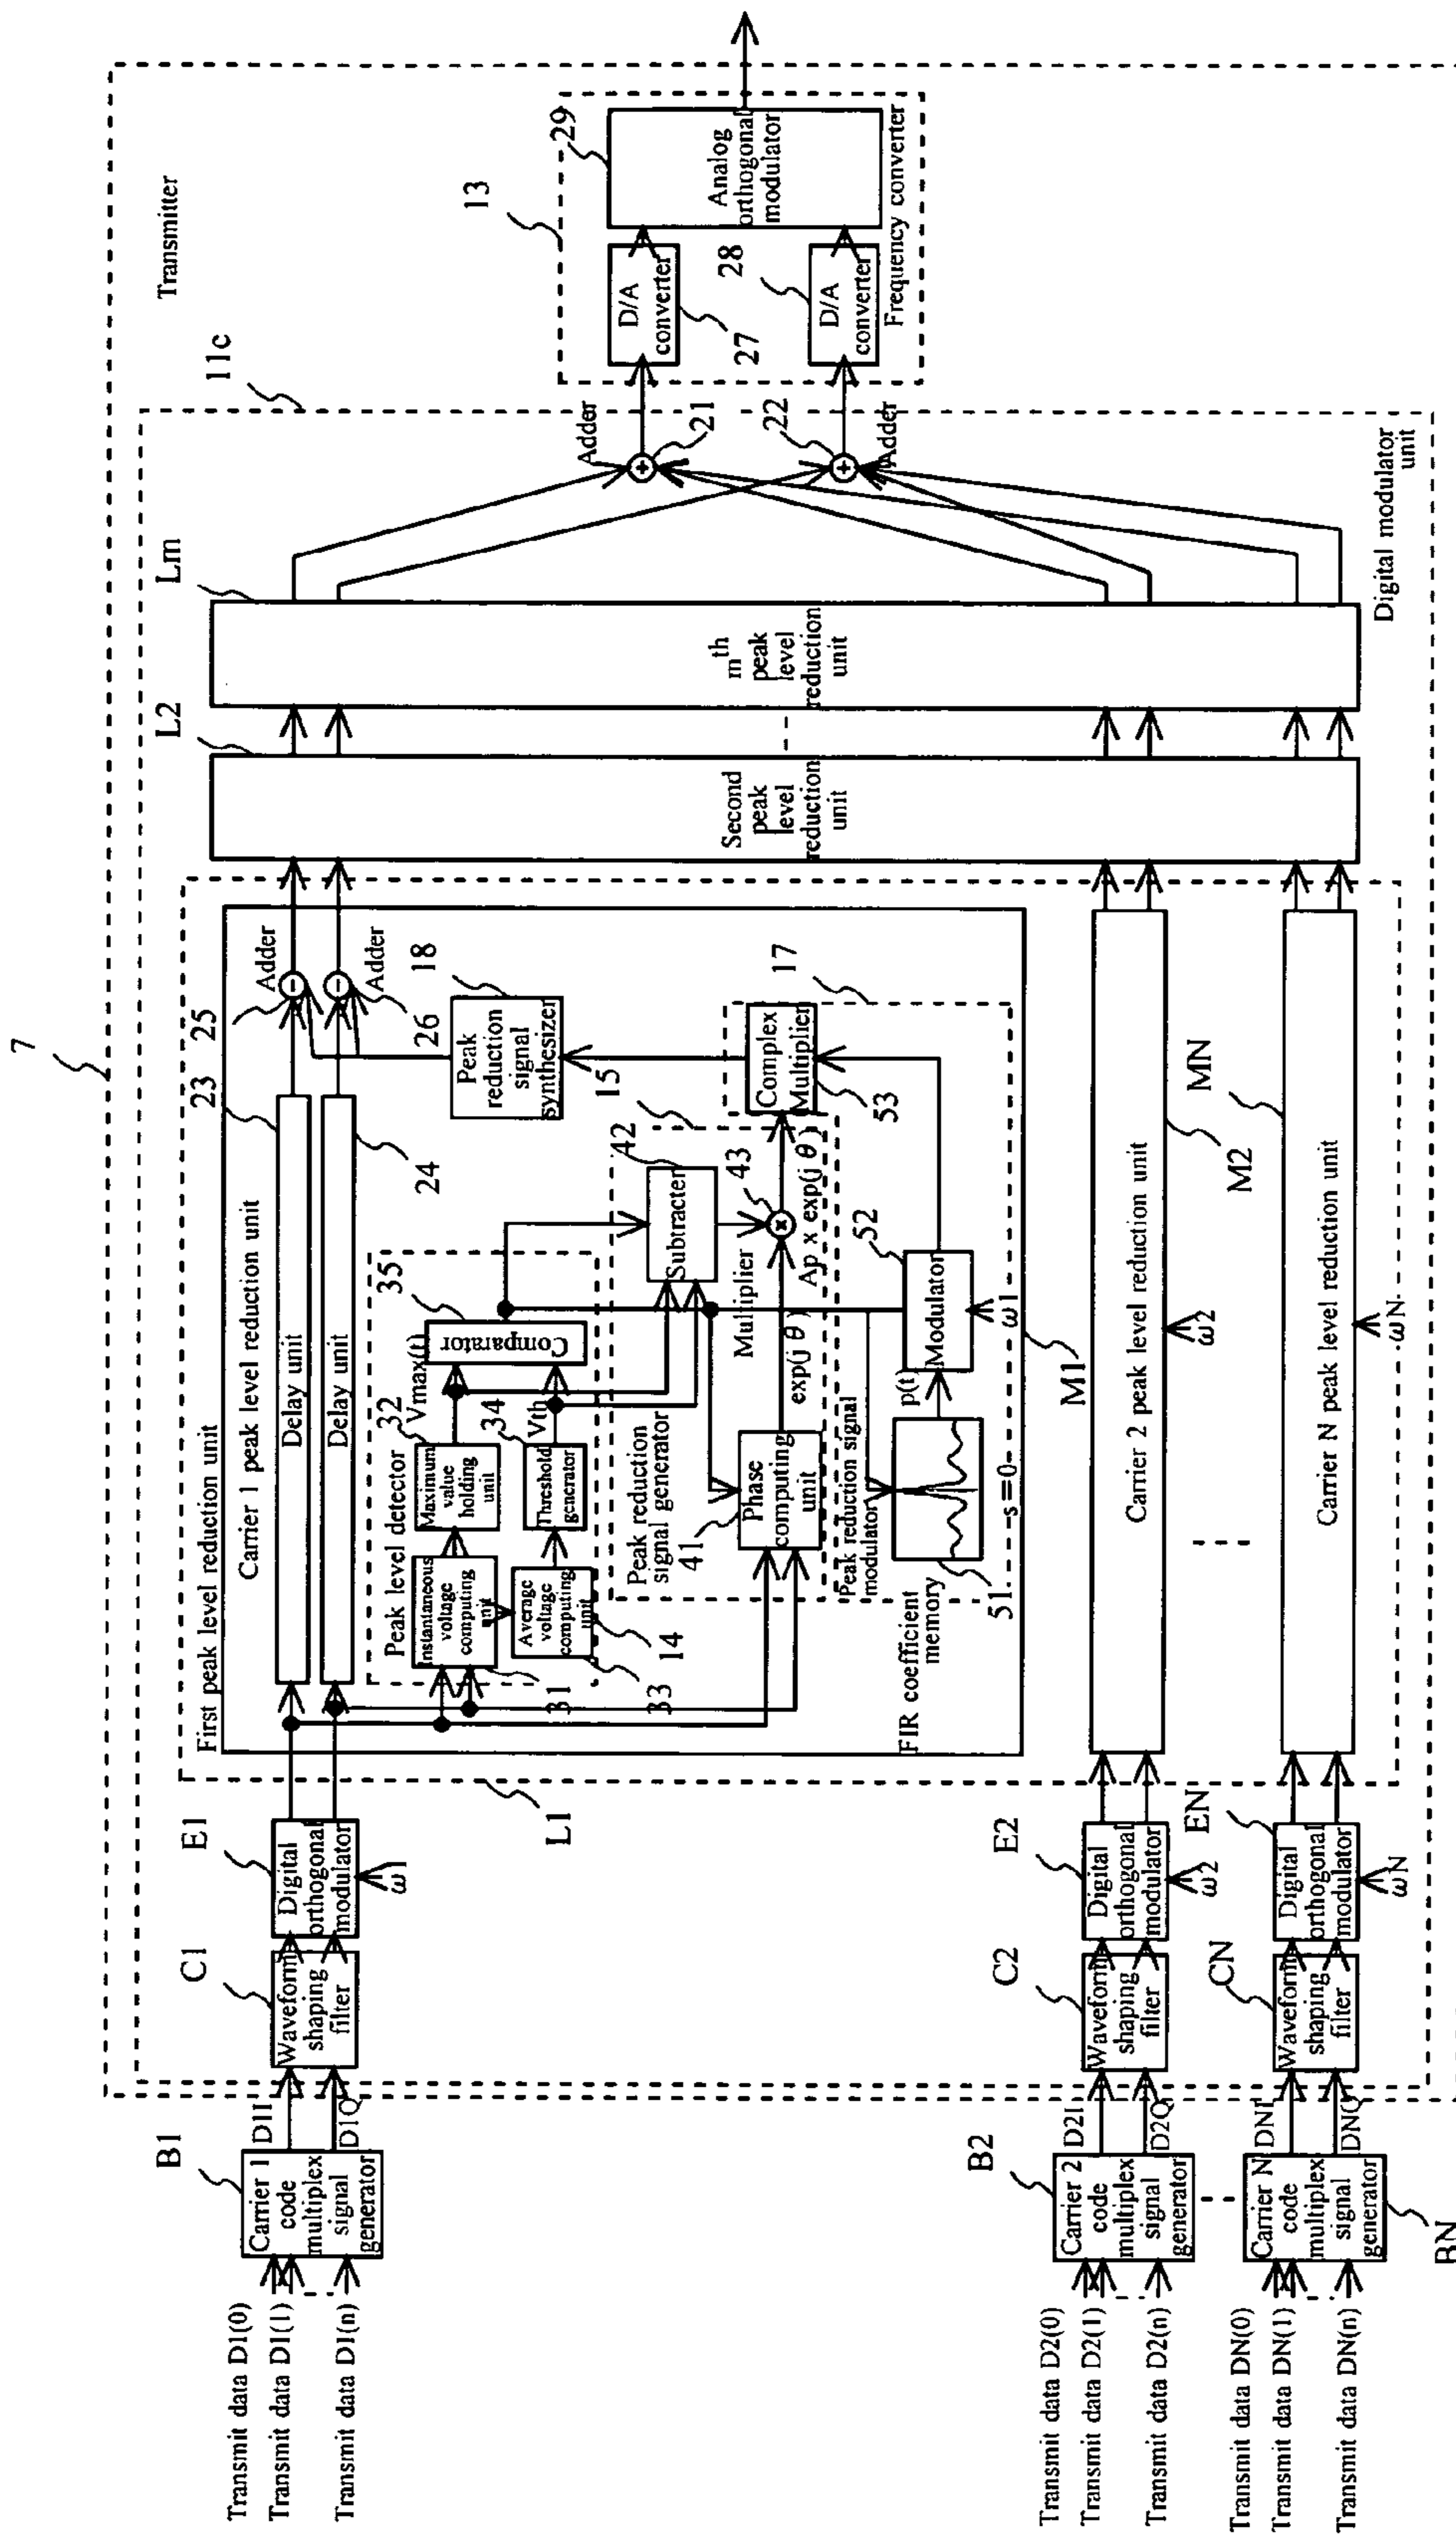 7
Transmitter
11c
Digital modulator
unit
B1
Transmit data D1(0)
Transmit data D1(1)
Transmit data D1(n)
Carrier 1
code
multiplex
signal
generator
D1I
D1Q
C1
Waveform
shaping
filter
E1
Digital
orthogonal
modulator
ω1
L1
First peak level reduction unit
Carrier 1 peak level reduction unit
23
Delay unit
Delay unit
24
25
Adder
Adder
26
Peak level detector
Instantaneous
voltage
computing
unit
31
32
Maximum
value
holding
unit
Vmax(t)
Average
voltage
computing
unit
33
14
34
Threshold
generator
Vth
35
Comparator
18
Peak
reduction
signal
synthesizer
Peak reduction
signal generator
15
41
Phase
computing
unit
42
Subtracter
Multiplier
43
exp(j θ)
Ap x exp(j θ)
17
Complex
Multiplier
53
Peak reduction signal
modulator
FIR coefficient
memory
51
s=0
p(t)
52
Modulator
ω1
M1
L2
Second
peak
level
reduction
unit
Lm
mth
peak
level
reduction
unit
Adder
21
22
Adder
13
D/A
converter
27
28
D/A
converter
29
Analog
orthogonal
modulator
Frequency converter
B2
Transmit data D2(0)
Transmit data D2(1)
Transmit data D2(n)
Carrier 2
code
multiplex
signal
generator
D2I
D2Q
C2
Waveform
shaping
filter
E2
Digital
orthogonal
modulator
ω2
Carrier 2 peak level reduction unit
ω2
M2
Transmit data DN(0)
Transmit data DN(1)
Transmit data DN(n)
Carrier N
code
multiplex
signal
generator
BN
DNI
DNQ
CN
Waveform
shaping
filter
EN
Digital
orthogonal
modulator
ωN
Carrier N peak level reduction unit
ωN
M2
MN